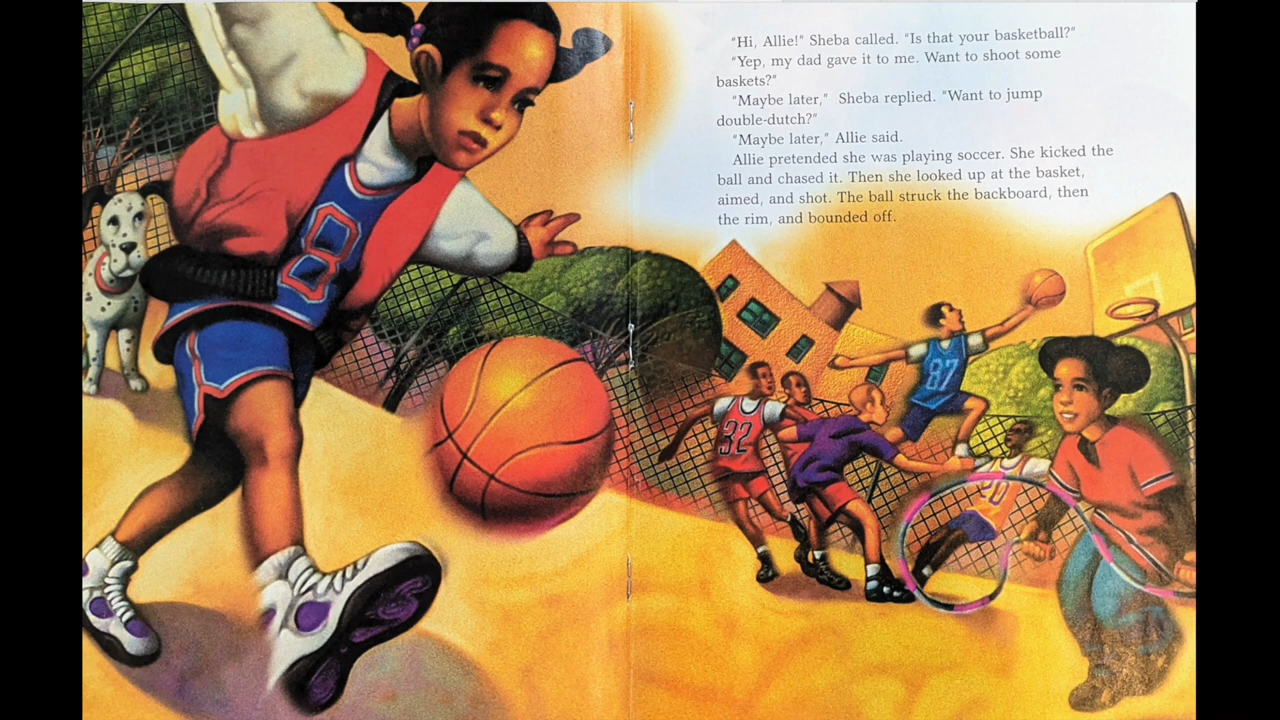 “Hi, Allie!” Sheba called. “Is that your basketball?”
“Yep, my dad gave it to me. Want to shoot some
baskets?”
“Maybe later,” Sheba replied. “Want to jump
double-dutch?”
“Maybe later,” Allie said.
Allie pretended she was playing soccer. She kicked the
ball and chased it. Then she looked up at the basket,
aimed, and shot. The ball struck the backboard, then
the rim, and bounded off.
8
32
87